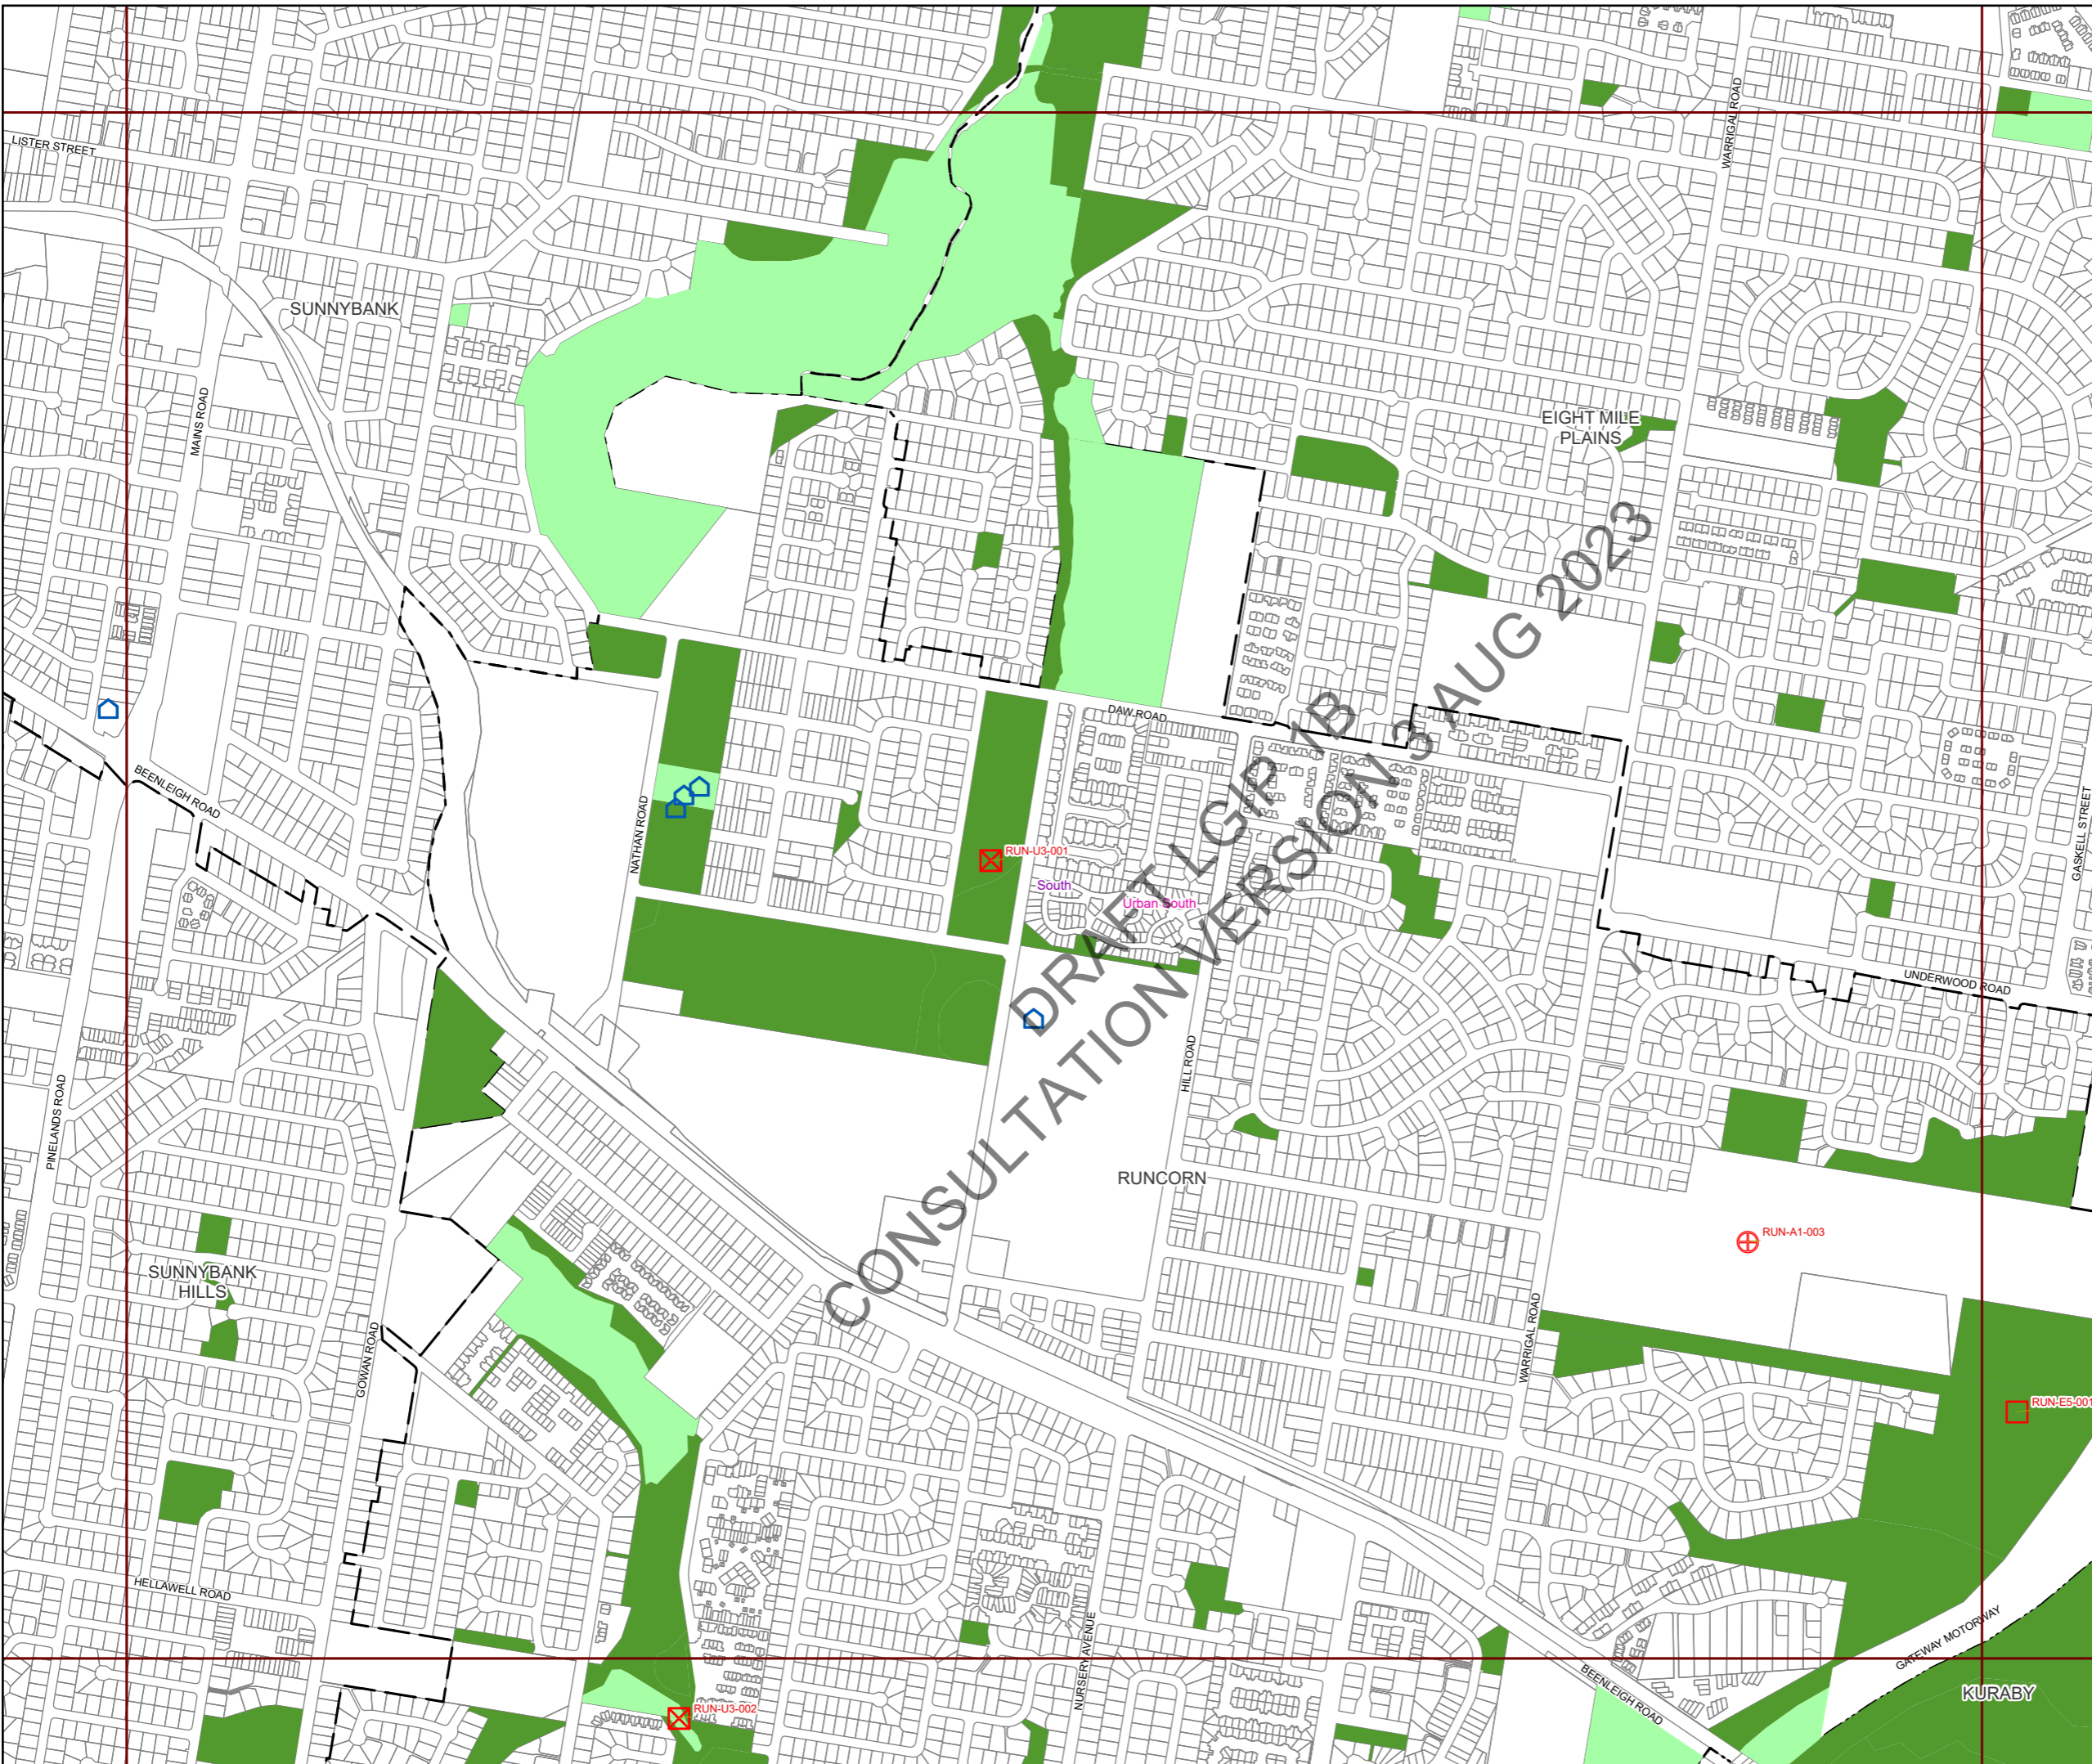 WARRIGAL ROAD
LISTER STREET
SUNNYBANK
MAINS ROAD
EIGHT MILE
PLAINS
DAW ROAD
BEENLEIGH ROAD
NATHAN ROAD
GASKELL STREET
RUN-U3-001
South
Urban South
DRAFT LGIP 1B
CONSULTATION VERSION 3 AUG 2023
UNDERWOOD ROAD
HILL ROAD
PINELANDS ROAD
RUNCORN
RUN-A1-003
SUNNYBANK
HILLS
GOWAN ROAD
WARRIGAL ROAD
RUN-E5-001
HELLAWELL ROAD
NURSERY AVENUE
GATEWAY MOTORWAY
BEENLEIGH ROAD
KURABY
RUN-U3-002